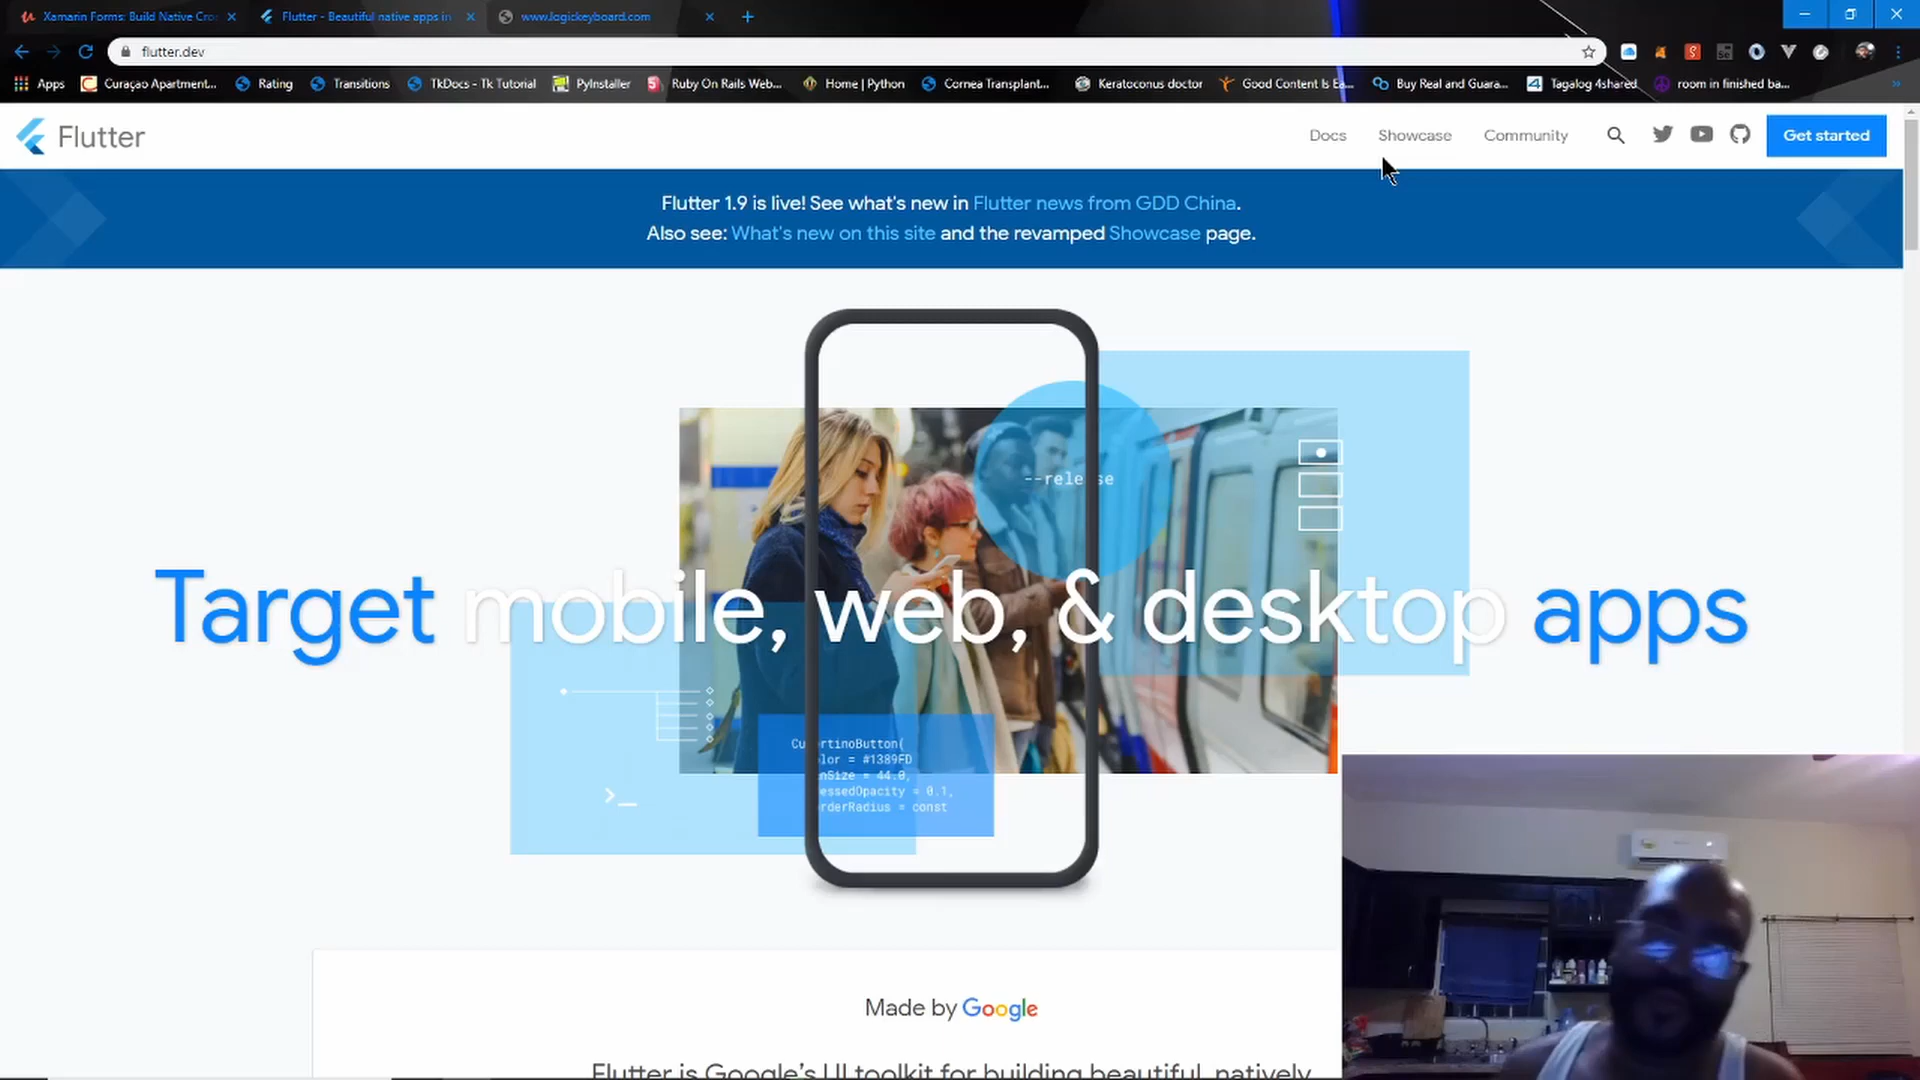 Xamarin Forms: Build Native Cro
Flutter - Beautiful native apps in
www.logickeyboard.com
flutter.dev
Apps
Curaçao Apartment...
Rating
Transitions
TkDocs - Tk Tutorial
PyInstaller
Ruby On Rails Web...
Home | Python
Cornea Transplant...
Keratoconus doctor
Good Content Is Ea...
Buy Real and Guara...
Tagalog 4shared
room in finished ba...
Flutter
Docs
Showcase
Community
Get started
Flutter 1.9 is live! See what's new in Flutter news from GDD China.
Also see: What's new on this site and the revamped Showcase page.
--release
Target mobile, web, & desktop apps
CupertinoButton(
olor = #1389FD
nSize = 44.0,
essedOpacity = 0.1,
orderRadius = const
>_
Made by Google
Flutter is Google's UI toolkit for building beautiful, natively